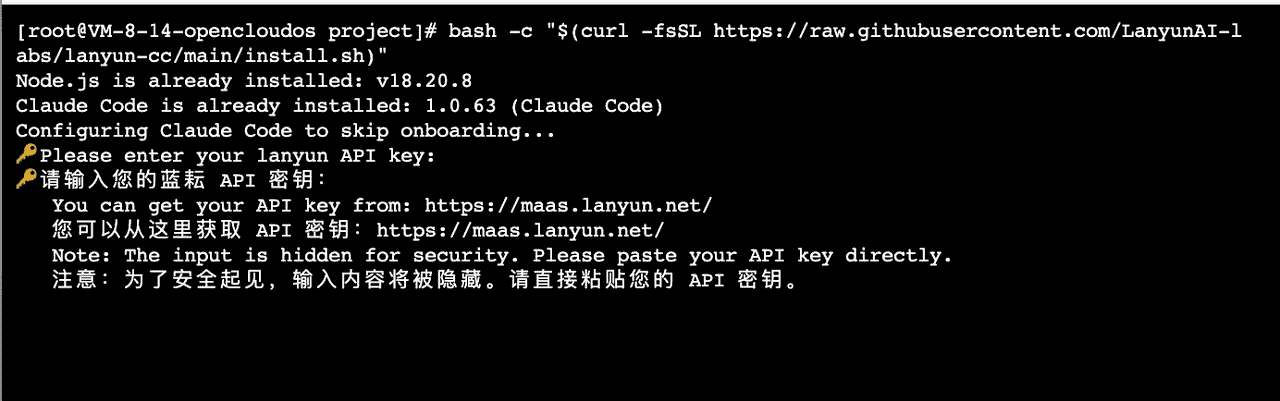 [root@VM-8-14-opencloudos project]# bash -c "$(curl -fsSL https://raw.githubusercontent.com/LanyunAI-l
abs/lanyun-cc/main/install.sh)"
Node.js is already installed: v18.20.8
Claude Code is already installed: 1.0.63 (Claude Code)
Configuring Claude Code to skip onboarding...
🔑Please enter your lanyun API key:
🔑请输入您的蓝耘 API 密钥：
   You can get your API key from: https://maas.lanyun.net/
   您可以从这里获取 API 密钥：https://maas.lanyun.net/
   Note: The input is hidden for security. Please paste your API key directly.
   注意：为了安全起见，输入内容将被隐藏。请直接粘贴您的 API 密钥。